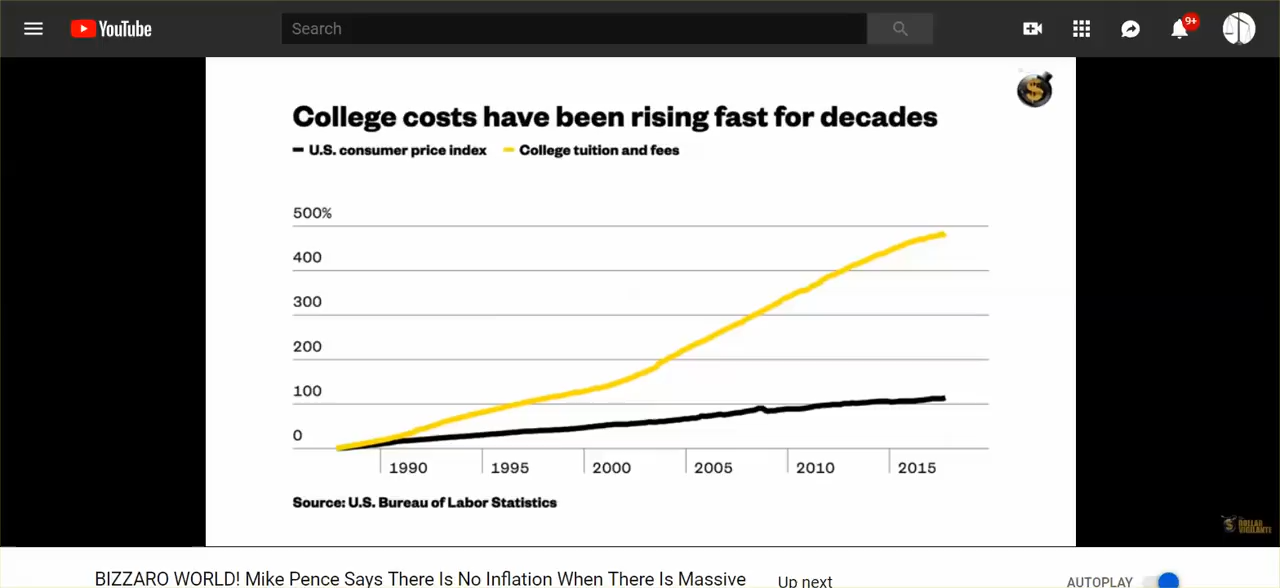 YouTube
Search
9+
College costs have been rising fast for decades
U.S. consumer price index College tuition and fees
500%
400
300
200
100
0
1990 1995 2000 2005 2010 2015
Source: U.S. Bureau of Labor Statistics
DOLLAR
VIGILANTE
BIZZARO WORLD! Mike Pence Says There Is No Inflation When There Is Massive
Up next
AUTOPLAY